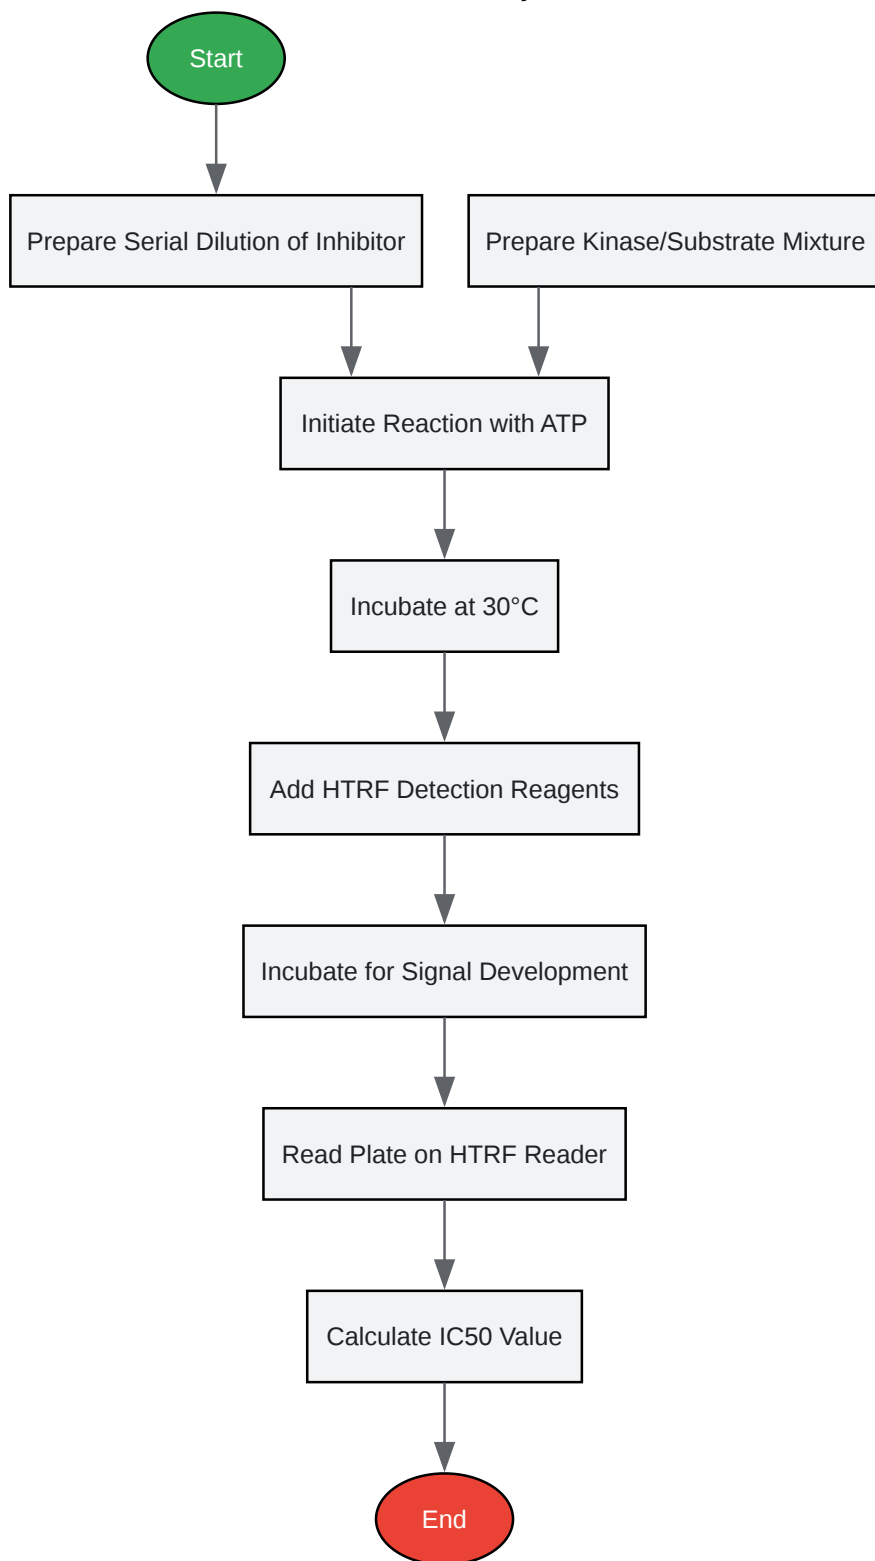 Start
Prepare Serial Dilution of Inhibitor
Prepare Kinase/Substrate Mixture
Initiate Reaction with ATP
Incubate at 30°C
Add HTRF Detection Reagents
Incubate for Signal Development
Read Plate on HTRF Reader
Calculate IC50 Value
End